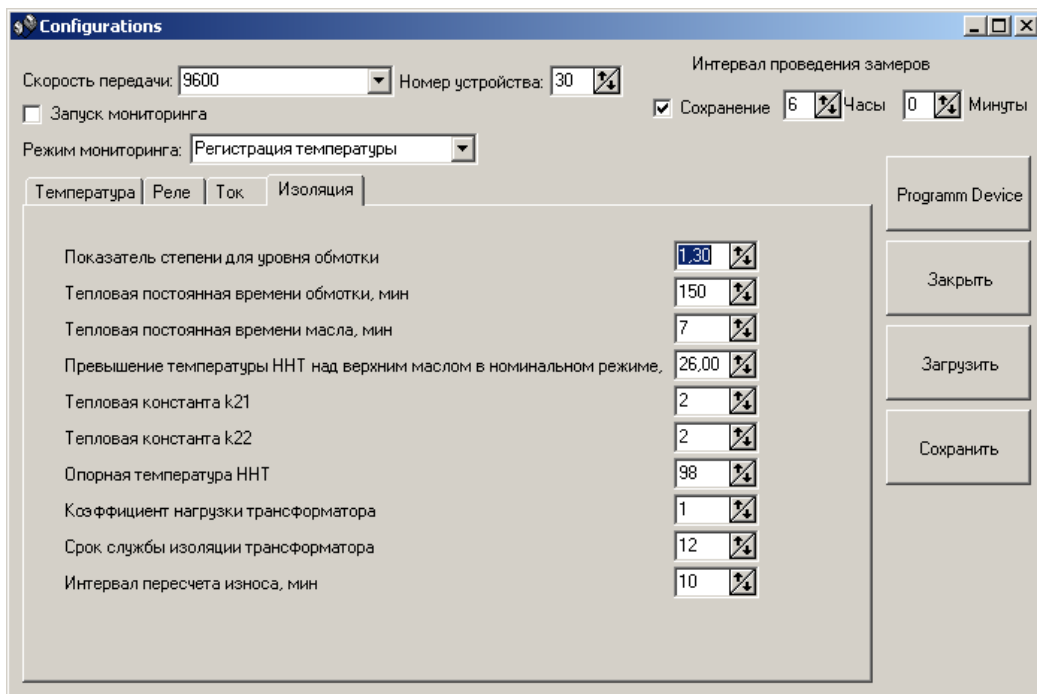 Configurations
Интервал проведения замеров
Скорость передачи: 9600 Номер устройства: 30
Сохранение 6 Часы 0 Минуты
Запуск мониторинга
Режим мониторинга: Регистрация температуры
Температура Реле Ток Изоляция
Programm Device
Показатель степени для уровня обмотки 1,30
Закрыть
Тепловая постоянная времени обмотки, мин 150
Тепловая постоянная времени масла, мин 7
Превышение температуры ННТ над верхним маслом в номинальном режиме, 26,00
Загрузить
Тепловая константа k21 2
Тепловая константа k22 2
Сохранить
Опорная температура ННТ 98
Коэффициент нагрузки трансформатора 1
Срок службы изоляции трансформатора 12
Интервал пересчета износа, мин 10